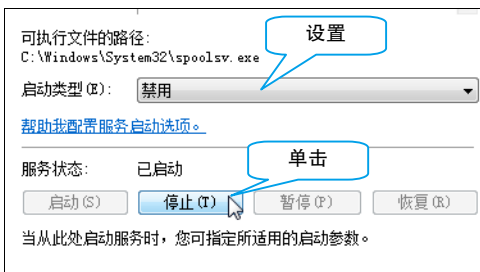 可执行文件的路径:
C:\Windows\System32\spoolsv.exe
设置
启动类型(E):
禁用
帮助我配置服务启动选项。
服务状态:
已启动
单击
启动(S)
停止(T)
暂停(P)
恢复(R)
当从此处启动服务时，您可指定所适用的启动参数。